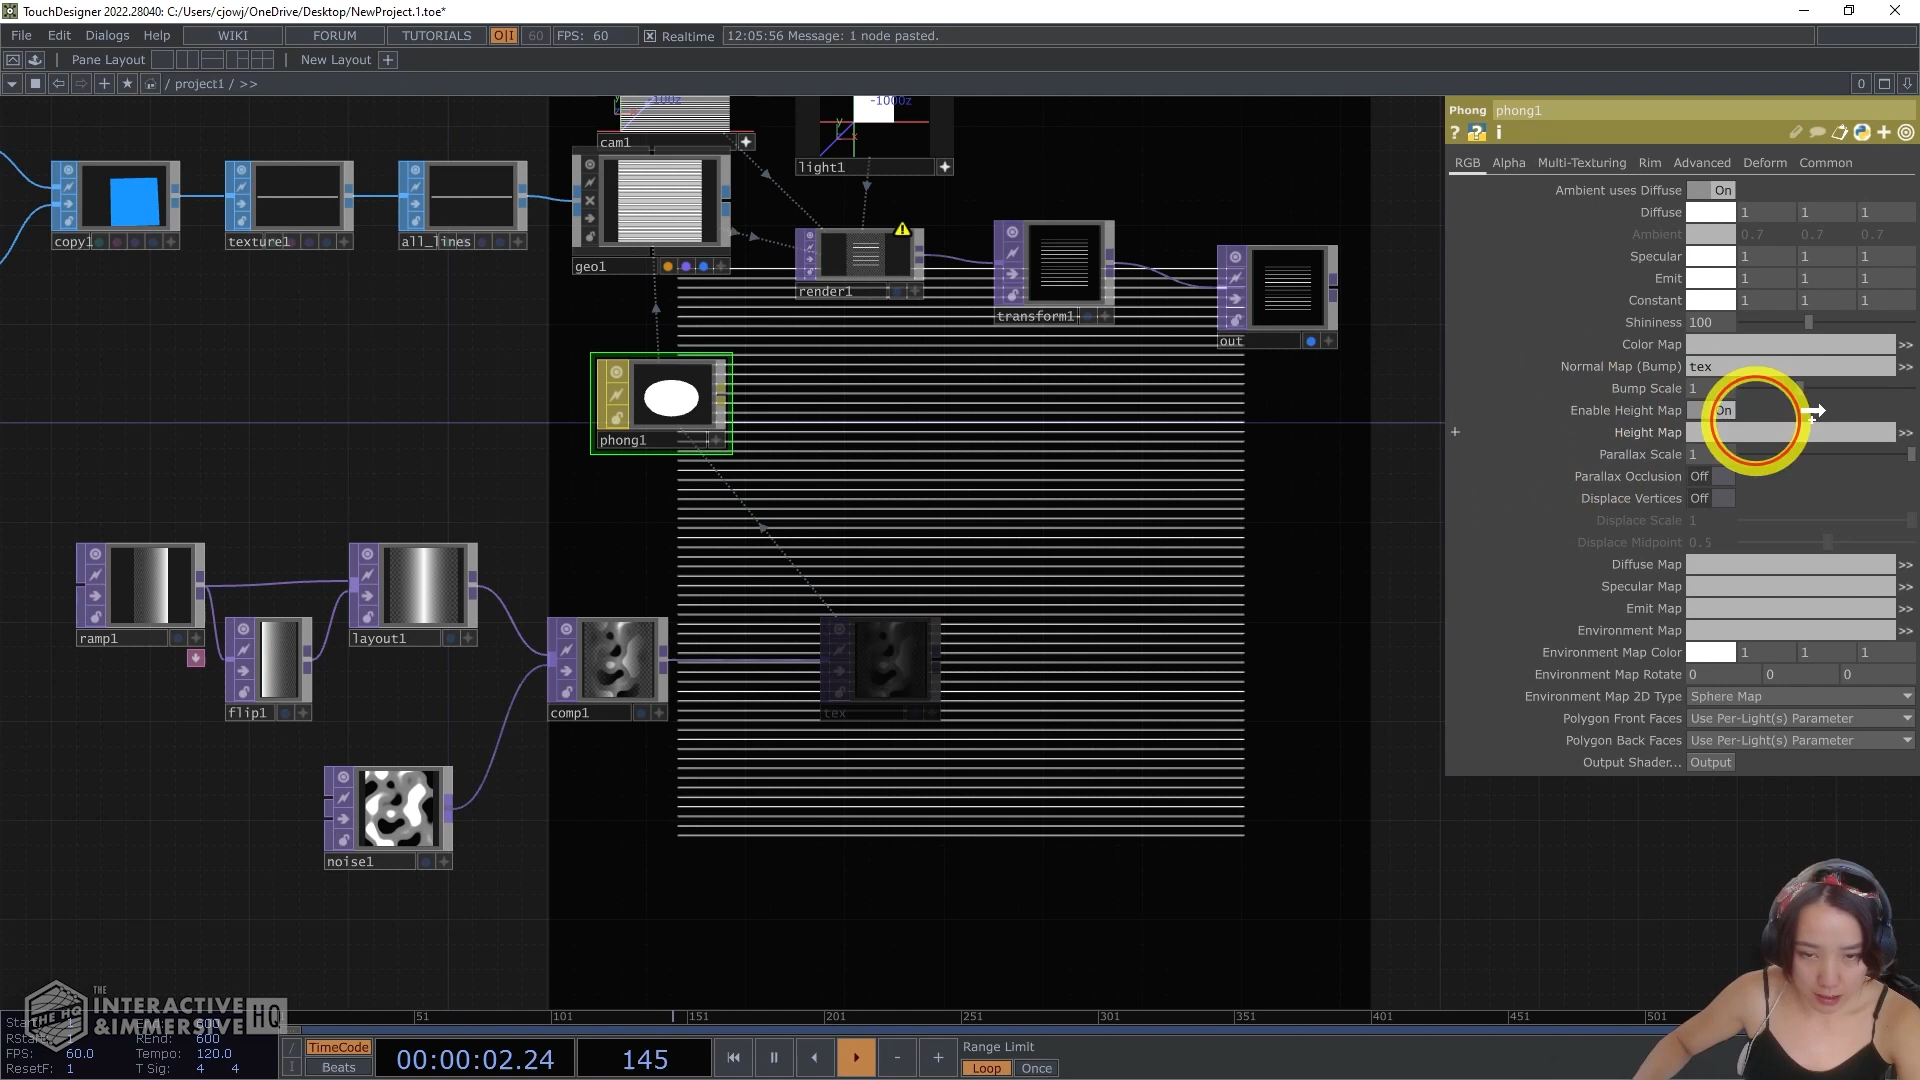 TouchDesigner 2022.28040: C:/Users/cjowj/OneDrive/Desktop/NewProject.1.toe*
File Edit Dialogs Help WIKI FORUM TUTORIALS O|I 60 FPS: 60 Realtime 12:05:56 Message: 1 node pasted.
Pane Layout New Layout +
/ project1 / >> 0
-100z
-1000z
cam1
light1
copy1
texture1
all_lines
geo1
render1
transform1
out
phong1
ramp1
layout1
flip1
comp1
tex
noise1
Phong phong1
? ? i
RGB Alpha Multi-Texturing Rim Advanced Deform Common
Ambient uses Diffuse On
Diffuse 1 1 1
Ambient 0.7 0.7 0.7
Specular 1 1 1
Emit 1 1 1
Constant 1 1 1
Shininess 100
Color Map >>
Normal Map (Bump) tex >>
Bump Scale 1
Enable Height Map On
Height Map >>
Parallax Scale 1
Parallax Occlusion Off
Displace Vertices Off
Displace Scale 1
Displace Midpoint 0.5
Diffuse Map >>
Specular Map >>
Emit Map >>
Environment Map >>
Environment Map Color 1 1 1
Environment Map Rotate 0 0 0
Environment Map 2D Type Sphere Map
Polygon Front Faces Use Per-Light(s) Parameter
Polygon Back Faces Use Per-Light(s) Parameter
Output Shader... Output
THE
INTERACTIVE
& IMMERSIVE HQ
THE HQ
51 101 151 201 251 301 351 401 451 501
REnd: 600
FPS: 60.0 Tempo: 120.0
ResetF: 1 T Sig: 4 4
TimeCode
Beats
00:00:02.24
145
Range Limit
Loop Once